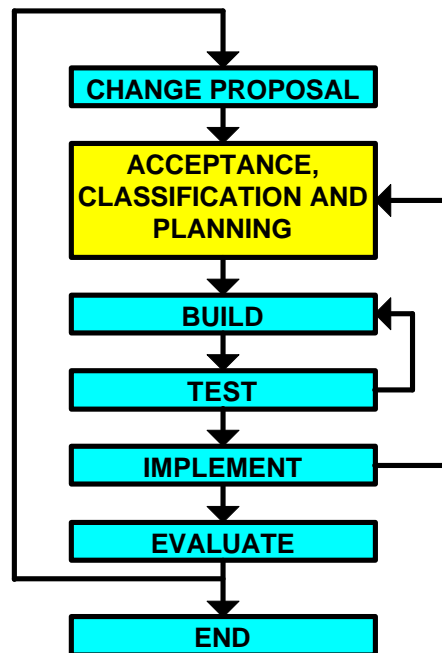 CHANGE PROPOSAL
ACCEPTANCE,
CLASSIFICATION AND
PLANNING
BUILD
TEST
IMPLEMENT
EVALUATE
END